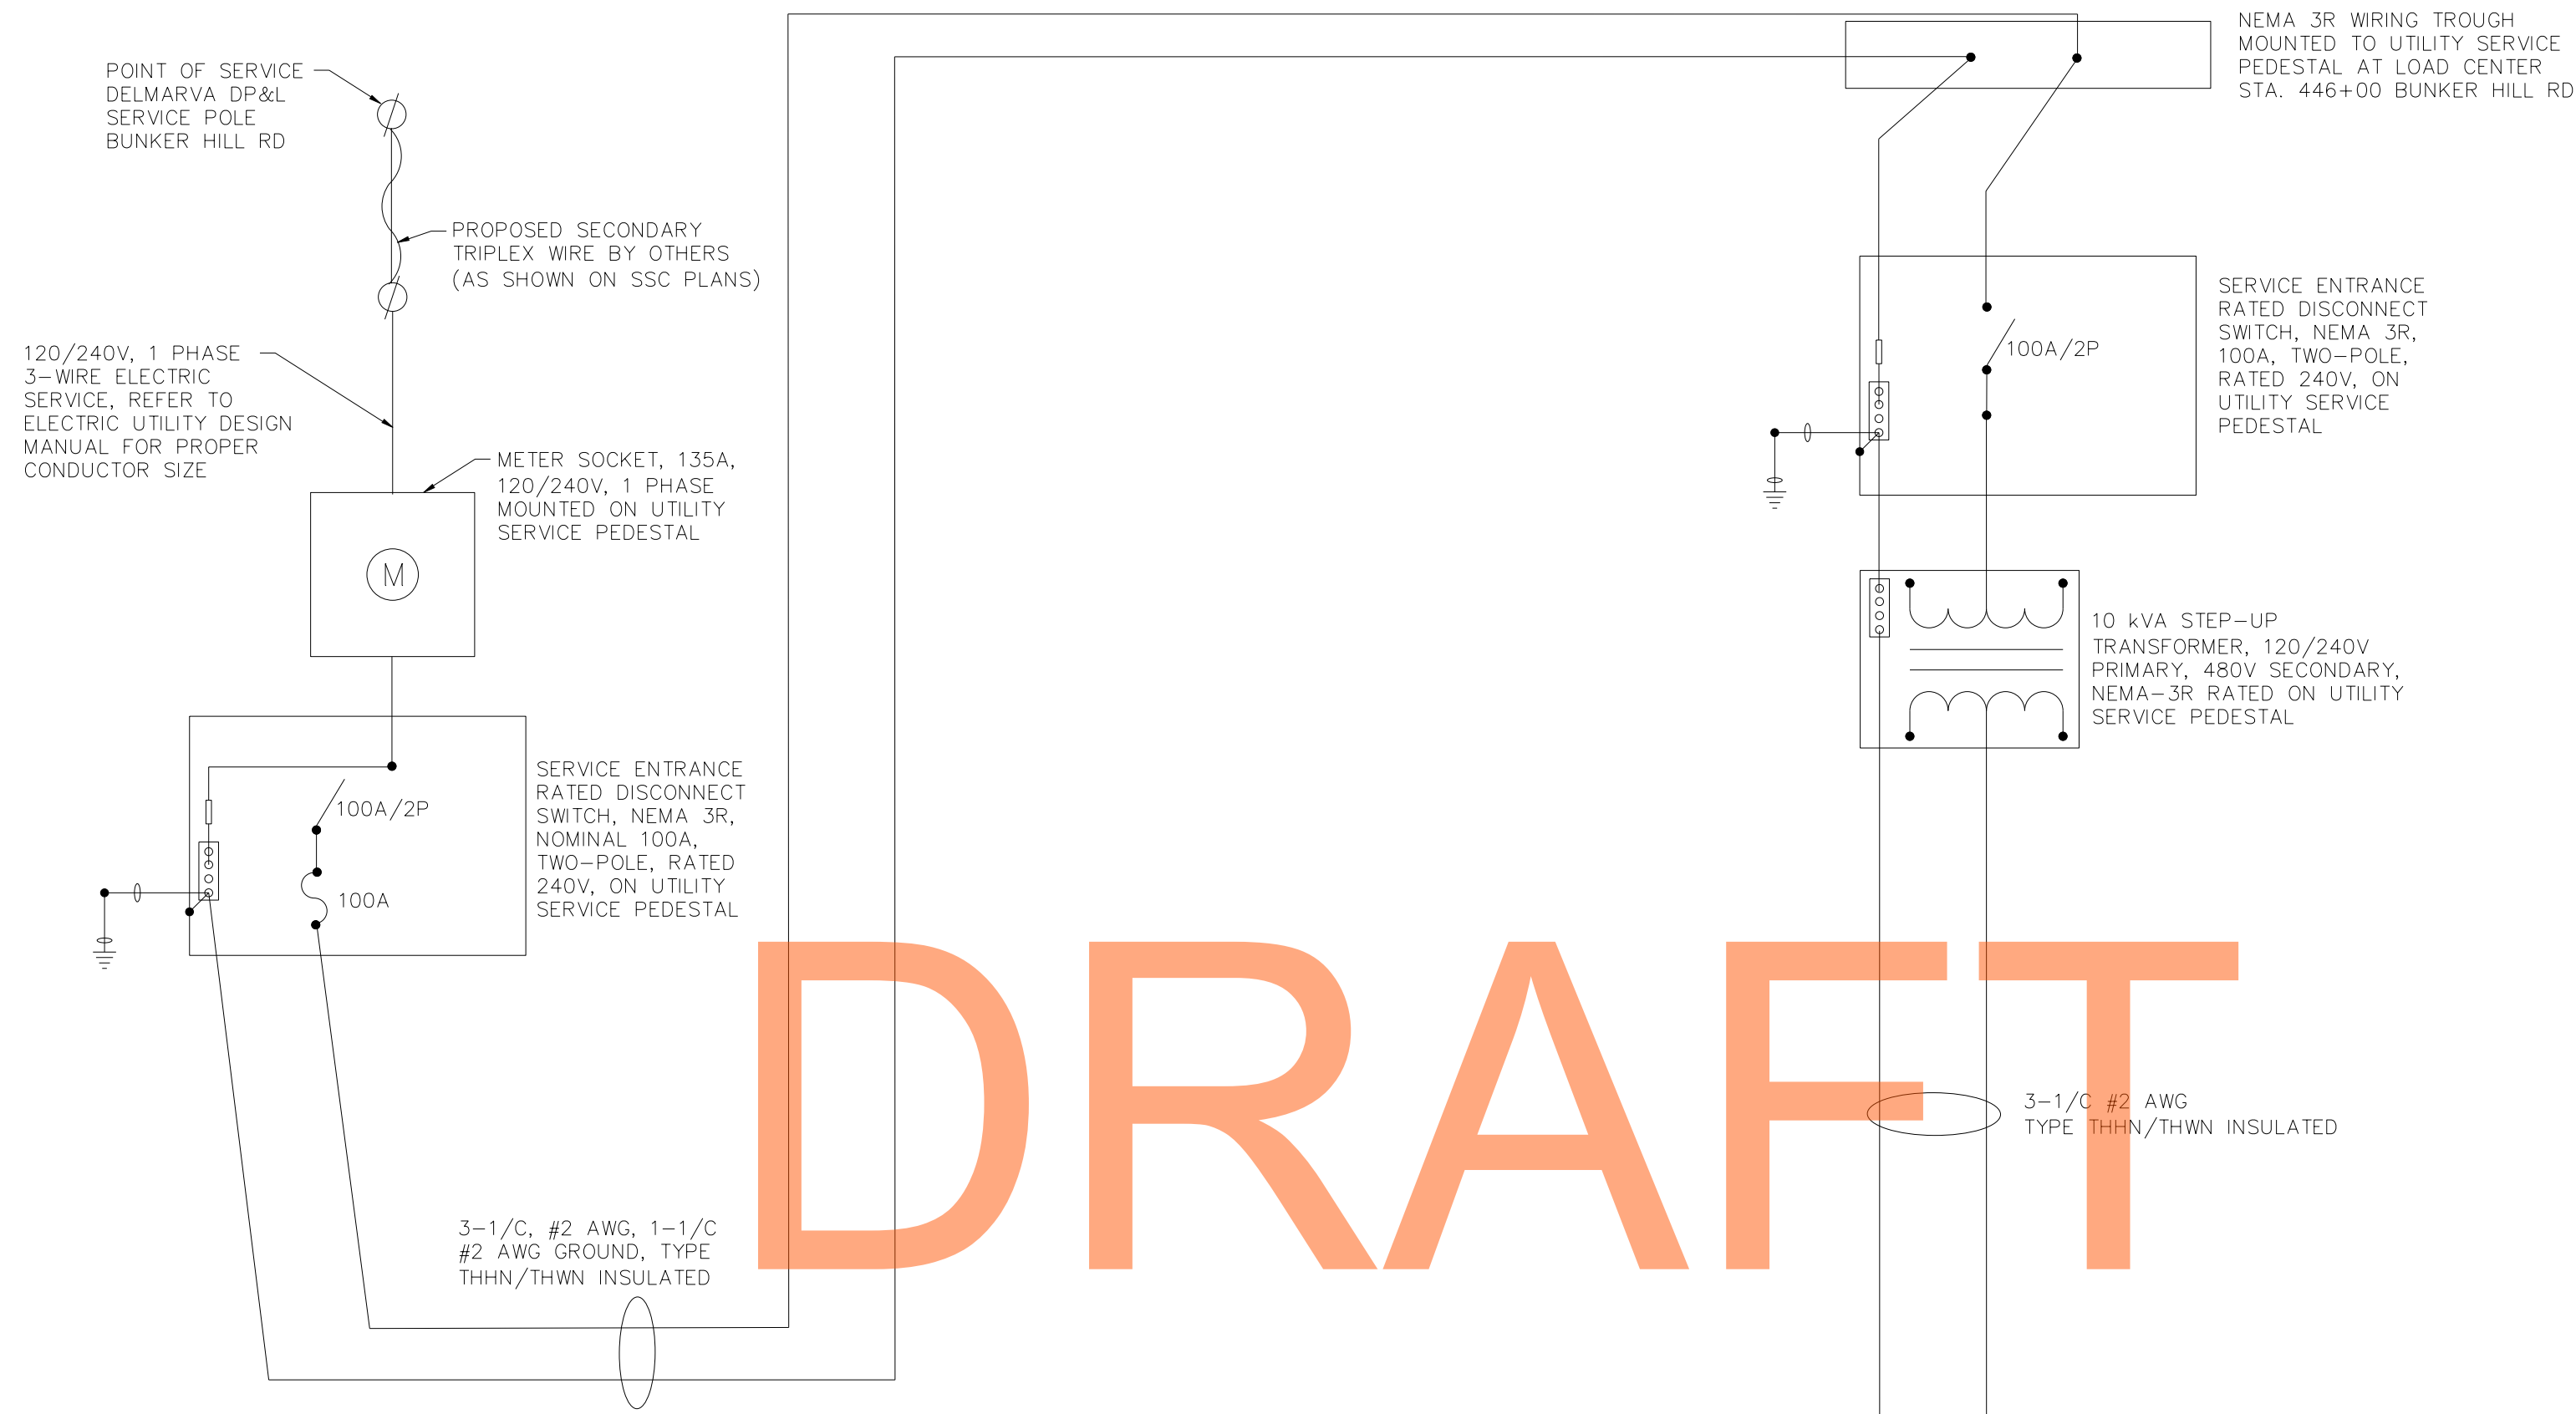 POINT OF SERVICE
DELMARVA DP&L
SERVICE POLE
BUNKER HILL RD
PROPOSED SECONDARY
TRIPLEX WIRE BY OTHERS
(AS SHOWN ON SSC PLANS)
120/240V, 1 PHASE
3-WIRE ELECTRIC
SERVICE, REFER TO
ELECTRIC UTILITY DESIGN
MANUAL FOR PROPER
CONDUCTOR SIZE
METER SOCKET, 135A,
120/240V, 1 PHASE
MOUNTED ON UTILITY
SERVICE PEDESTAL
M
100A/2P
100A
SERVICE ENTRANCE
RATED DISCONNECT
SWITCH, NEMA 3R,
NOMINAL 100A,
TWO-POLE, RATED
240V, ON UTILITY
SERVICE PEDESTAL
3-1/C, #2 AWG, 1-1/C
#2 AWG GROUND, TYPE
THHN/THWN INSULATED
NEMA 3R WIRING TROUGH
MOUNTED TO UTILITY SERVICE
PEDESTAL AT LOAD CENTER
STA. 446+00 BUNKER HILL RD
100A/2P
SERVICE ENTRANCE
RATED DISCONNECT
SWITCH, NEMA 3R,
100A, TWO-POLE,
RATED 240V, ON
UTILITY SERVICE
PEDESTAL
10 kVA STEP-UP
TRANSFORMER, 120/240V
PRIMARY, 480V SECONDARY,
NEMA-3R RATED ON UTILITY
SERVICE PEDESTAL
3-1/C #2 AWG
TYPE THHN/THWN INSULATED
DRAFT